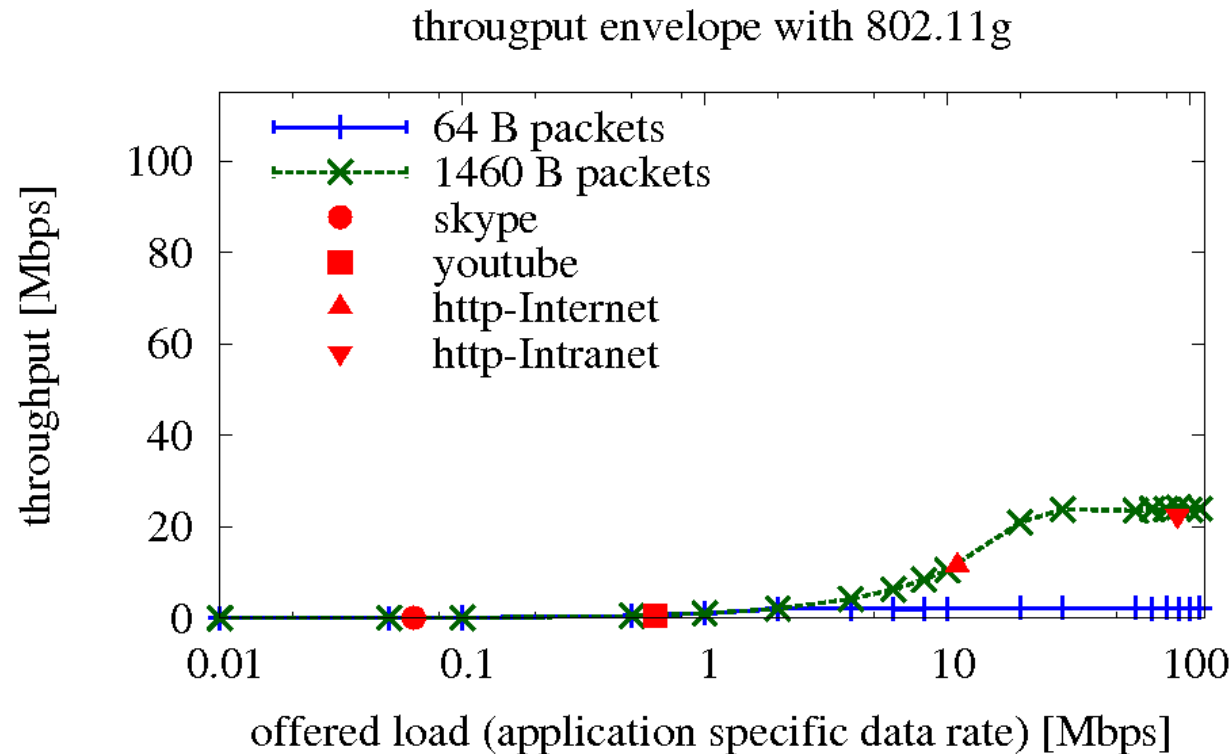 througput envelope with 802.11g
64 B packets
1460 B packets
skype
youtube
http-Internet
http-Intranet
throughput [Mbps]
100
80
60
40
20
0
0.01
0.1
1
10
100
offered load (application specific data rate) [Mbps]